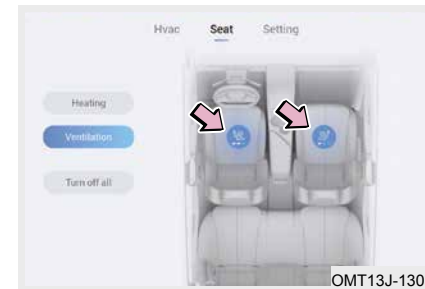 Hvac Seat Setting
Heating
Ventilation
Turn off all
OMT13J-130